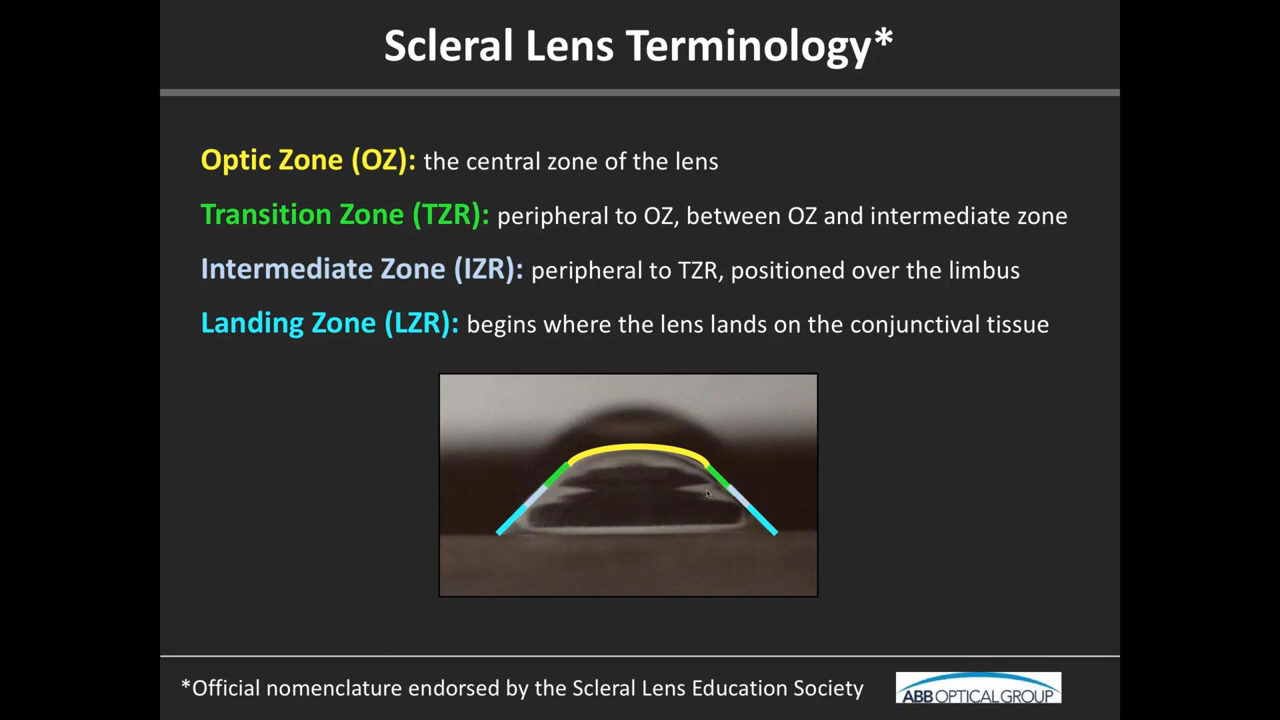 Scleral Lens Terminology*
Optic Zone (OZ): the central zone of the lens
Transition Zone (TZR): peripheral to OZ, between OZ and intermediate zone
Intermediate Zone (IZR): peripheral to TZR, positioned over the limbus
Landing Zone (LZR): begins where the lens lands on the conjunctival tissue
*Official nomenclature endorsed by the Scleral Lens Education Society
ABB OPTICAL GROUP